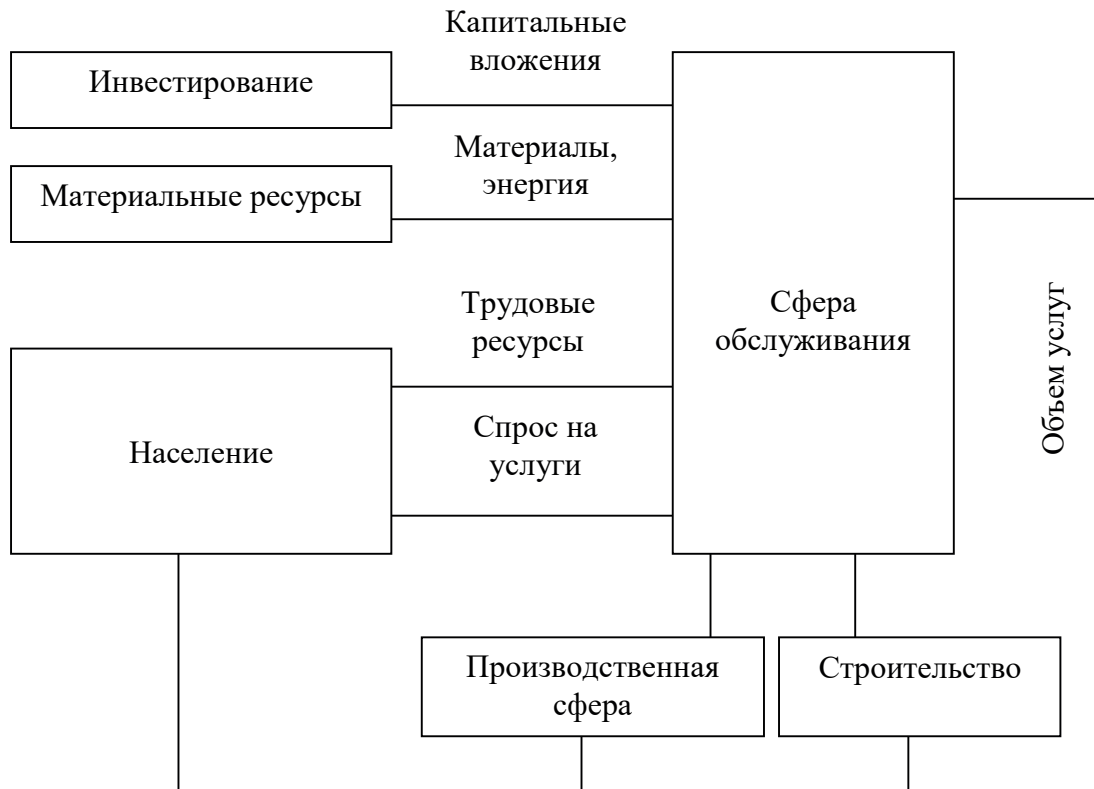 Капитальные
вложения
Инвестирование
Материалы,
энергия
Материальные ресурсы
Трудовые
ресурсы
Сфера
обслуживания
Объем услуг
Население
Спрос на
услуги
Производственная
сфера
Строительство